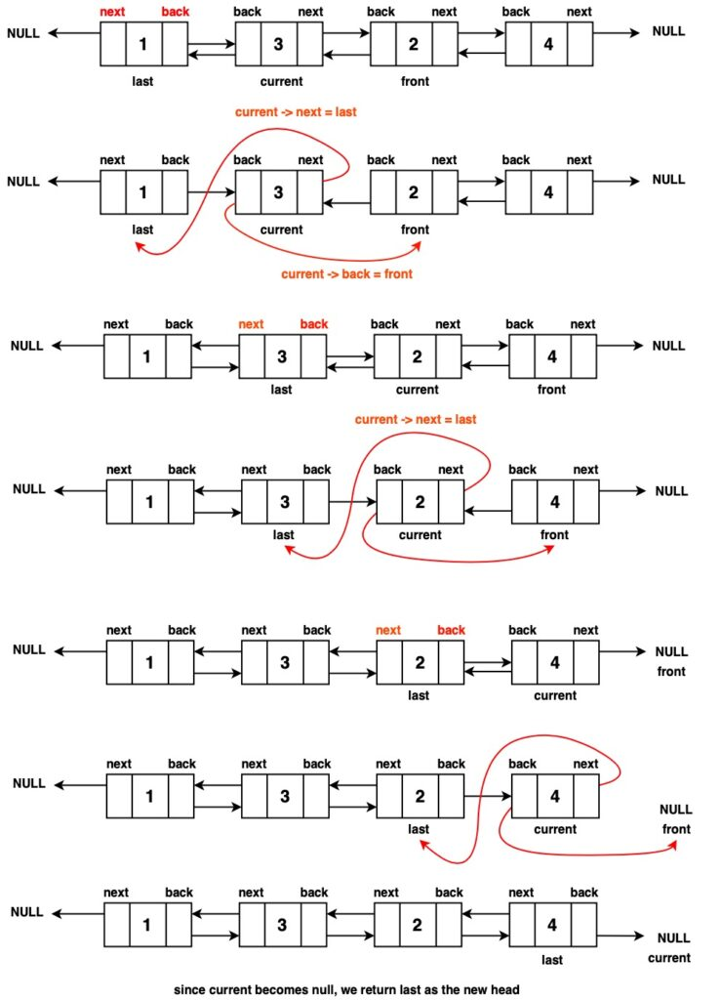 next back back next back next back next
NULL 1 3 2 4 NULL
last current front
current -> next = last
next back back next back next back next
NULL 1 3 2 4 NULL
last current front
current -> back = front
next back next back back next back next
NULL 1 3 2 4 NULL
last current front
current -> next = last
next back next back back next back next
NULL 1 3 2 4 NULL
last current front
next back next back next back back next
NULL 1 3 2 4 NULL
last current front
next back next back next back back next
NULL 1 3 2 4 NULL
last current front
next back next back next back next back
NULL 1 3 2 4 NULL
last current
since current becomes null, we return last as the new head